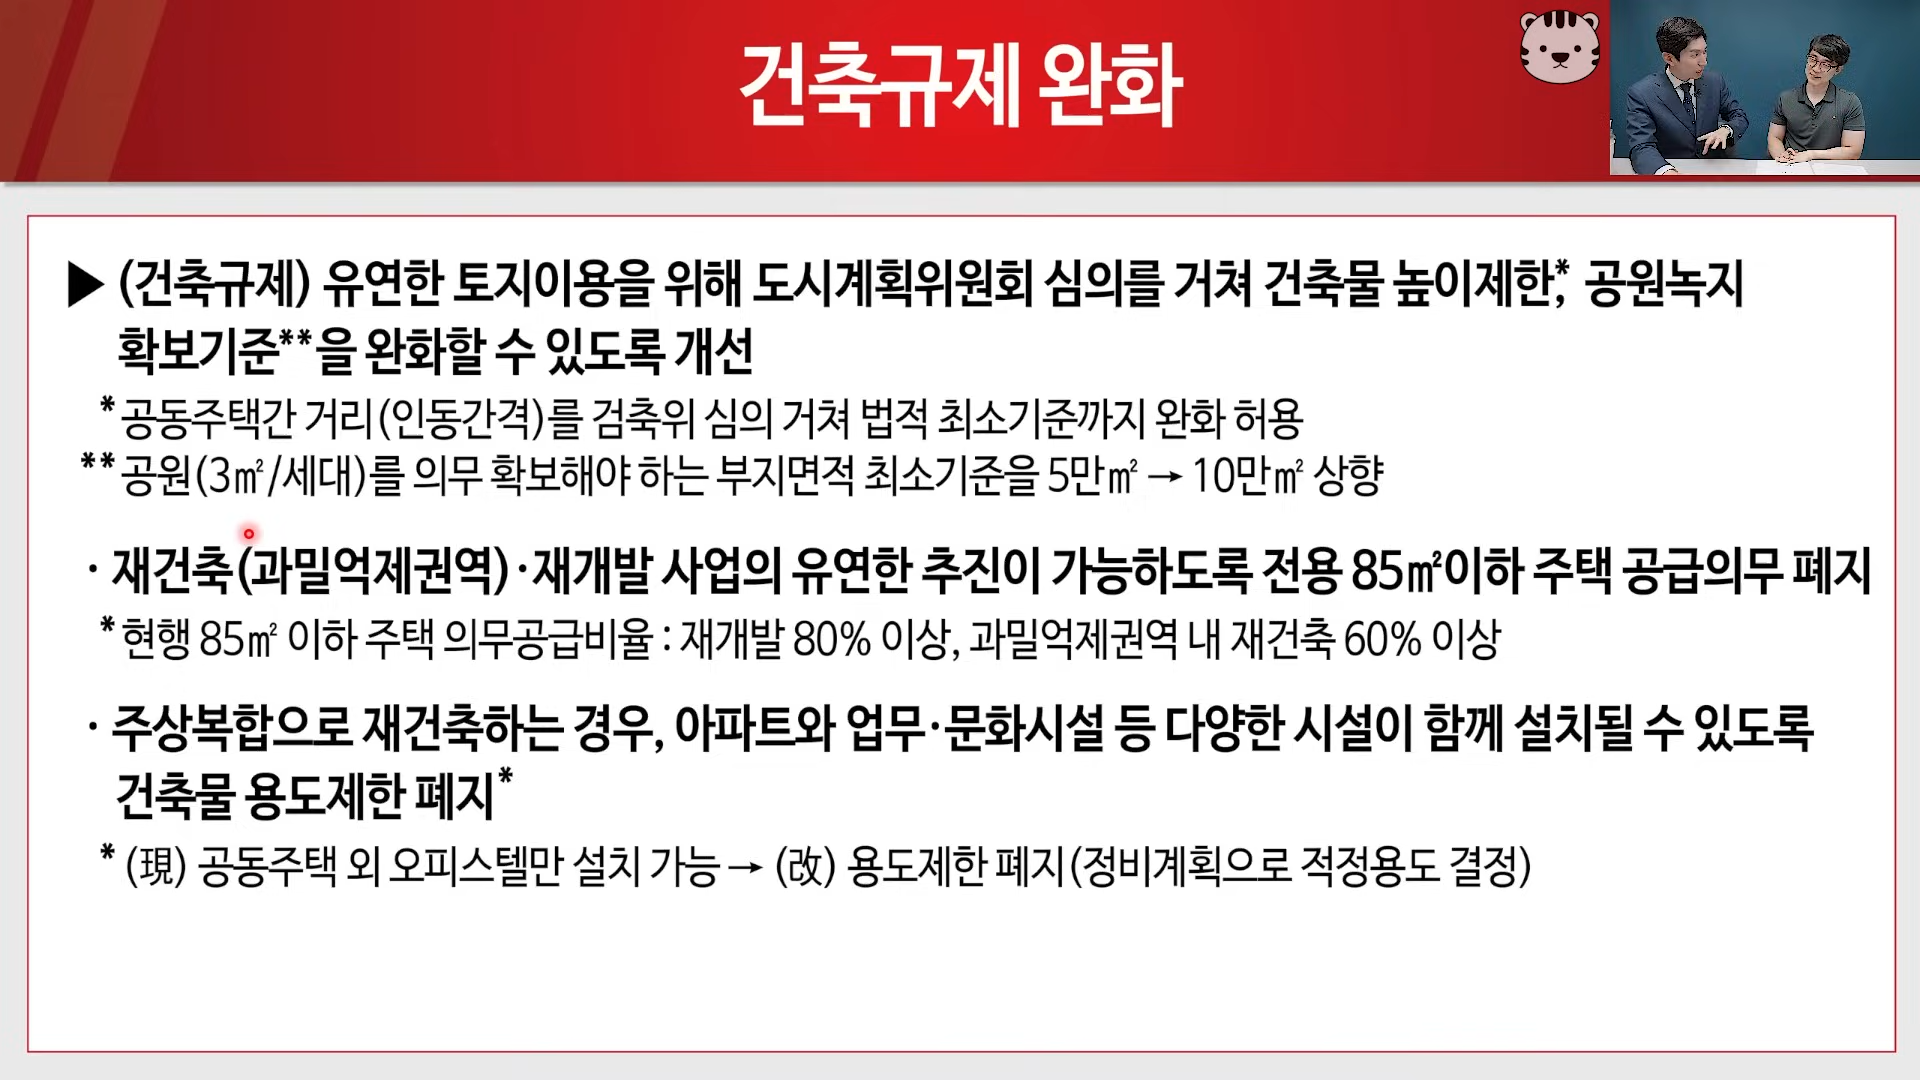 건축규제 완화
▶ (건축규제) 유연한 토지이용을 위해 도시계획위원회 심의를 거쳐 건축물 높이제한*, 공원녹지
확보기준**을 완화할 수 있도록 개선
* 공동주택간 거리(인동간격)를 검축위 심의 거쳐 법적 최소기준까지 완화 허용
** 공원(3㎡/세대)를 의무 확보해야 하는 부지면적 최소기준을 5만㎡ → 10만㎡ 상향
· 재건축(과밀억제권역)·재개발 사업의 유연한 추진이 가능하도록 전용 85㎡이하 주택 공급의무 폐지
* 현행 85㎡ 이하 주택 의무공급비율 : 재개발 80% 이상, 과밀억제권역 내 재건축 60% 이상
· 주상복합으로 재건축하는 경우, 아파트와 업무·문화시설 등 다양한 시설이 함께 설치될 수 있도록
건축물 용도제한 폐지*
* (現) 공동주택 외 오피스텔만 설치 가능 → (改) 용도제한 폐지(정비계획으로 적정용도 결정)